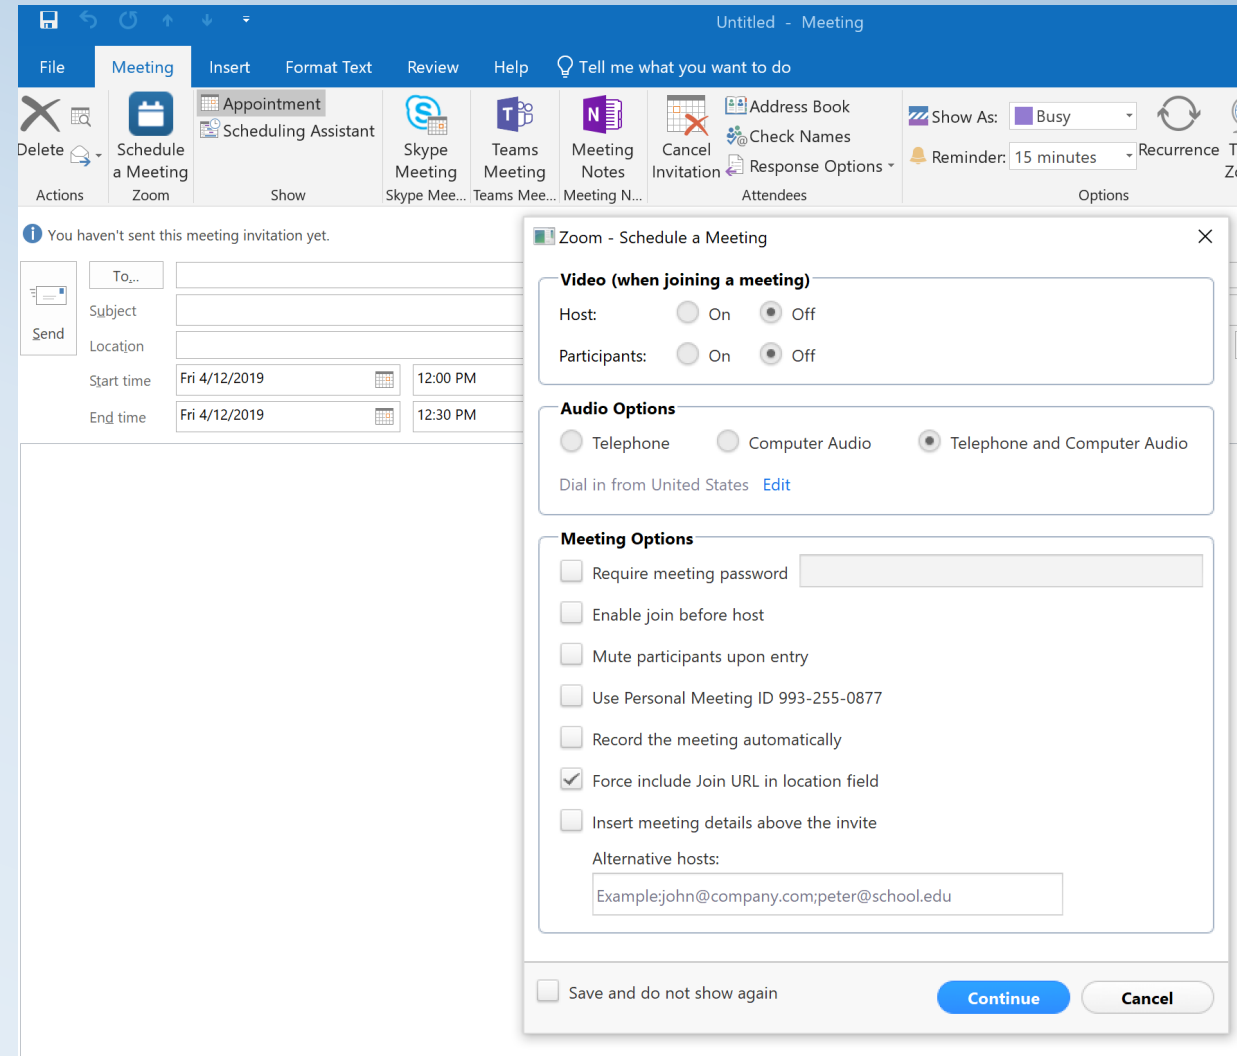 Untitled - Meeting
File Meeting Insert Format Text Review Help Tell me what you want to do
Delete
Actions
Schedule
a Meeting
Zoom
Appointment
Scheduling Assistant
Show
Skype
Meeting
Skype Mee...
Teams
Meeting
Teams Mee...
Meeting
Notes
Meeting N...
Cancel
Invitation
Address Book
Check Names
Response Options
Attendees
Show As: Busy
Reminder: 15 minutes
Recurrence
Options
You haven't sent this meeting invitation yet.
Send
To...
Subject
Location
Start time Fri 4/12/2019 12:00 PM
End time Fri 4/12/2019 12:30 PM
Zoom - Schedule a Meeting
Video (when joining a meeting)
Host: On Off
Participants: On Off
Audio Options
Telephone Computer Audio Telephone and Computer Audio
Dial in from United States Edit
Meeting Options
Require meeting password
Enable join before host
Mute participants upon entry
Use Personal Meeting ID 993-255-0877
Record the meeting automatically
Force include Join URL in location field
Insert meeting details above the invite
Alternative hosts:
Example:john@company.com;peter@school.edu
Save and do not show again
Continue Cancel